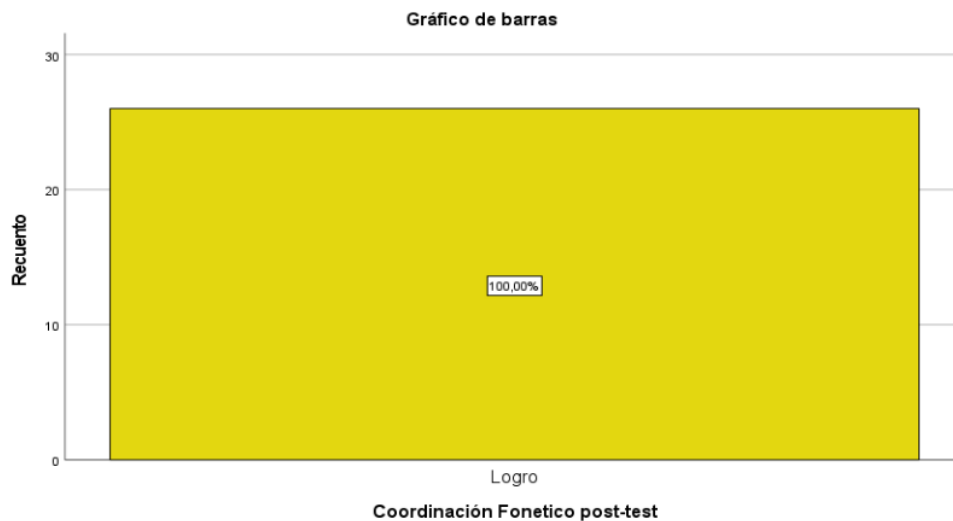 Gráfico de barras
30
20
10
0
Recuento
100,00%
Logro
Coordinación Fonetico post-test